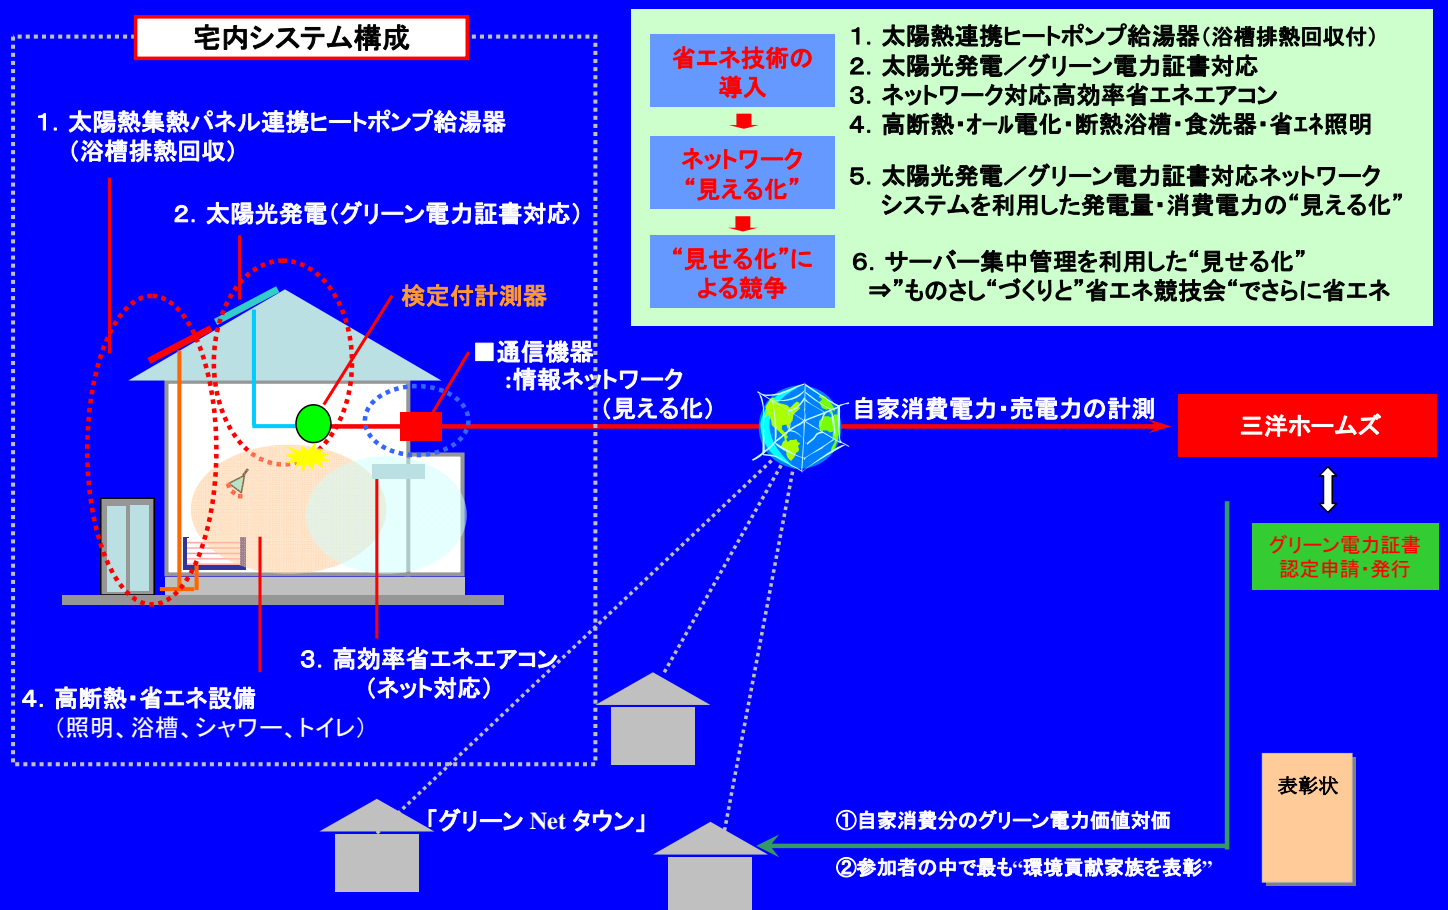 宅内システム構成
1．太陽熱集熱パネル連携ヒートポンプ給湯器
（浴槽排熱回収）
2．太陽光発電（グリーン電力証書対応）
検定付計測器
■通信機器
:情報ネットワーク
（見える化）
3．高効率省エネエアコン
（ネット対応）
4．高断熱・省エネ設備
（照明、浴槽、シャワー、トイレ）
省エネ技術の
導入
ネットワーク
“見える化”
“見せる化”に
よる競争
1．太陽熱連携ヒートポンプ給湯器（浴槽排熱回収付）
2．太陽光発電／グリーン電力証書対応
3．ネットワーク対応高効率省エネエアコン
4．高断熱・オール電化・断熱浴槽・食洗器・省エネ照明
5．太陽光発電／グリーン電力証書対応ネットワーク
システムを利用した発電量・消費電力の“見える化”
6．サーバー集中管理を利用した“見せる化”
⇒”ものさし“づくりと”省エネ競技会“でさらに省エネ
自家消費電力・売電力の計測
三洋ホームズ
グリーン電力証書
認定申請・発行
表彰状
「グリーン Net タウン」
①自家消費分のグリーン電力価値対価
②参加者の中で最も“環境貢献家族を表彰”